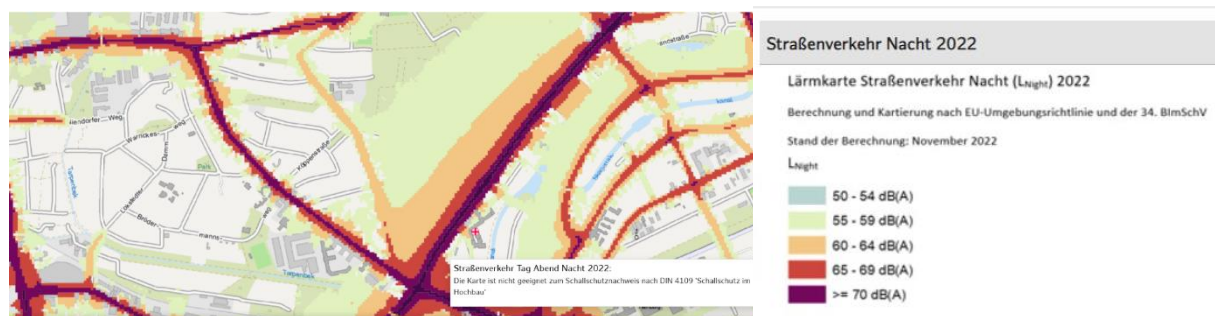 Straßenverkehr Tag Abend Nacht 2022:
Die Karte ist nicht geeignet zum Schallschutznachweis nach DIN 4109 'Schallschutz im
Hochbau'
Park
Tarpenbek
Straßenverkehr Nacht 2022
Lärmkarte Straßenverkehr Nacht (LNight) 2022
Berechnung und Kartierung nach EU-Umgebungsrichtlinie und der 34. BImSchV
Stand der Berechnung: November 2022
LNight
50 - 54 dB(A)
55 - 59 dB(A)
60 - 64 dB(A)
65 - 69 dB(A)
>= 70 dB(A)